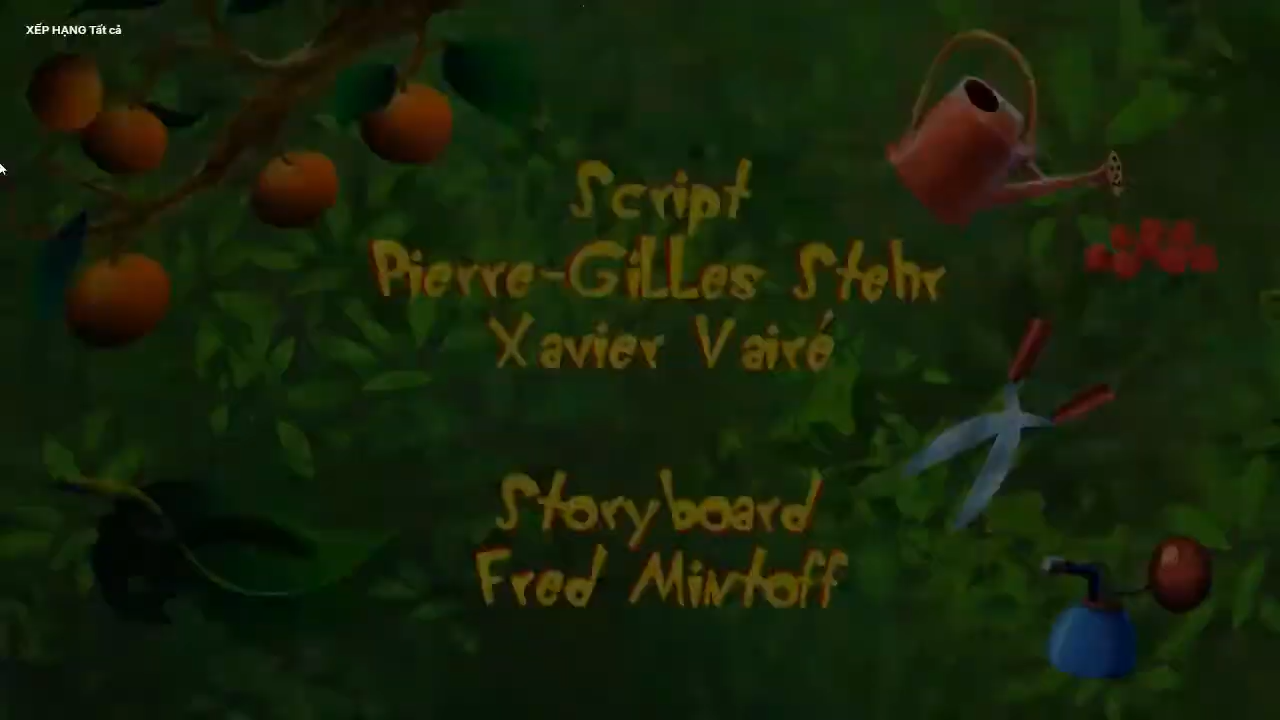 XẾP HẠNG Tất cả
Script
Pierre-Gilles Stehr
Xavier Vairé
Storyboard
Fred Mintoff